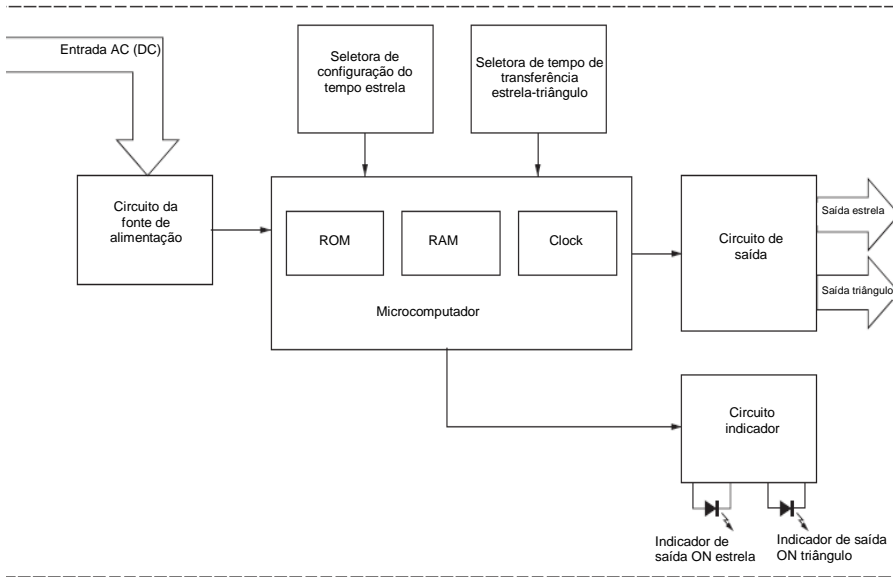 Entrada AC (DC)
Seletora de
configuração do
tempo estrela
Seletora de tempo de
transferência
estrela-triângulo
Circuito da
fonte de
alimentação
ROM
RAM
Clock
Microcomputador
Circuito de
saída
Saída estrela
Saída triângulo
Circuito
indicador
Indicador de
saída ON estrela
Indicador de saída
ON triângulo